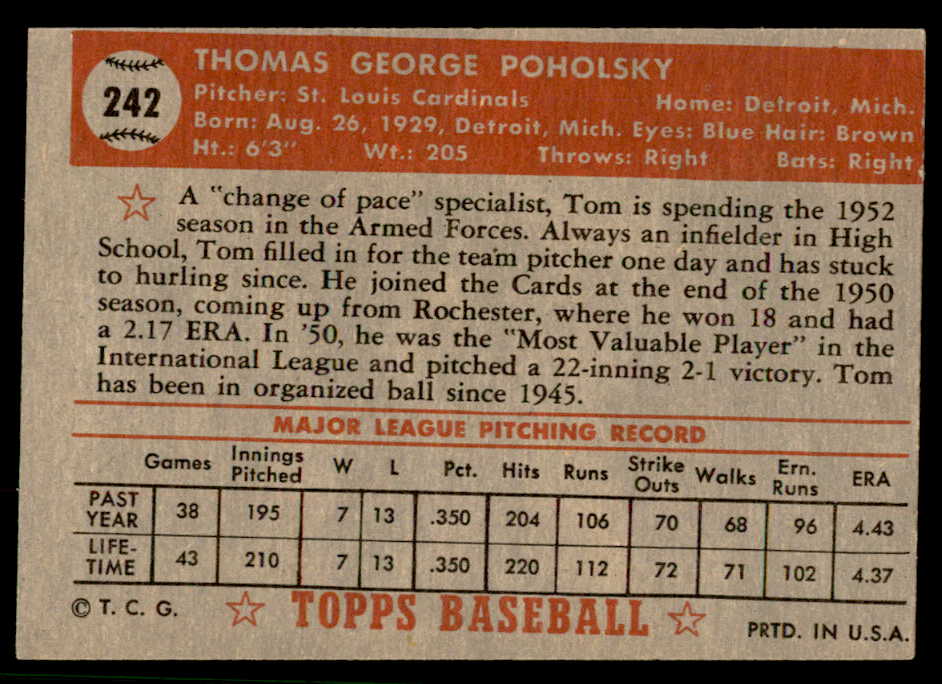 242
THOMAS GEORGE POHOLSKY
Pitcher: St. Louis Cardinals Home: Detroit, Mich.
Born: Aug. 26, 1929, Detroit, Mich. Eyes: Blue Hair: Brown
Ht.: 6'3" Wt.: 205 Throws: Right Bats: Right
A "change of pace" specialist, Tom is spending the 1952
season in the Armed Forces. Always an infielder in High
School, Tom filled in for the team pitcher one day and has stuck
to hurling since. He joined the Cards at the end of the 1950
season, coming up from Rochester, where he won 18 and had
a 2.17 ERA. In '50, he was the "Most Valuable Player" in the
International League and pitched a 22-inning 2-1 victory. Tom
has been in organized ball since 1945.
MAJOR LEAGUE PITCHING RECORD
Games Innings Pitched W L Pct. Hits Runs Strike Outs Walks Ern. Runs ERA
PAST YEAR 38 195 7 13 .350 204 106 70 68 96 4.43
LIFE-TIME 43 210 7 13 .350 220 112 72 71 102 4.37
© T. C. G. TOPPS BASEBALL PRTD. IN U.S.A.